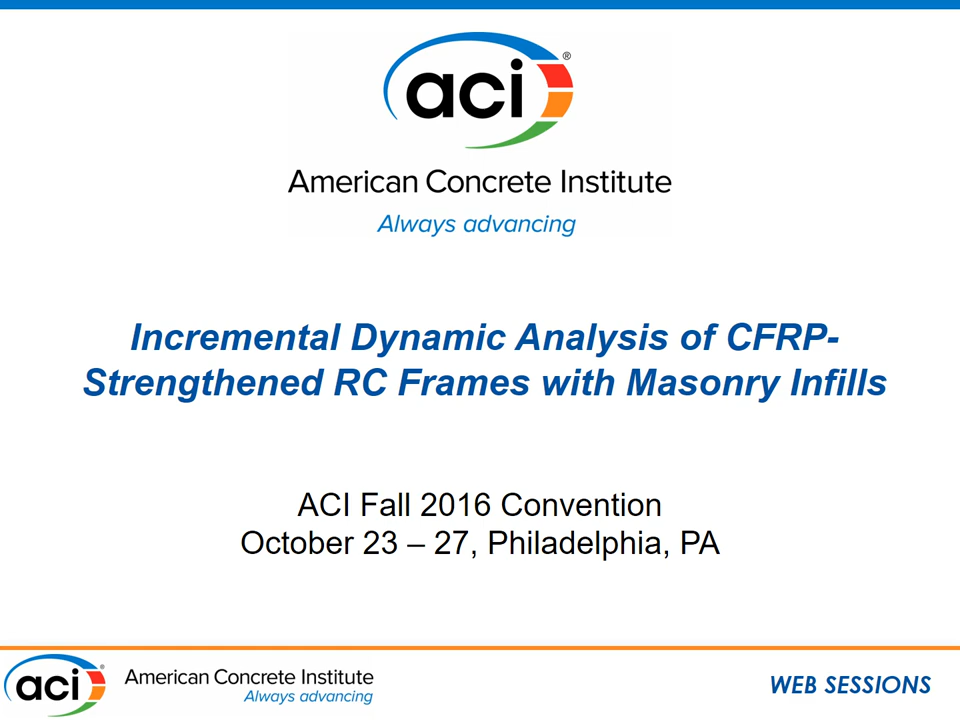 aci®
American Concrete Institute
Always advancing
Incremental Dynamic Analysis of CFRP-
Strengthened RC Frames with Masonry Infills
ACI Fall 2016 Convention
October 23 – 27, Philadelphia, PA
aci®
American Concrete Institute
Always advancing
WEB SESSIONS